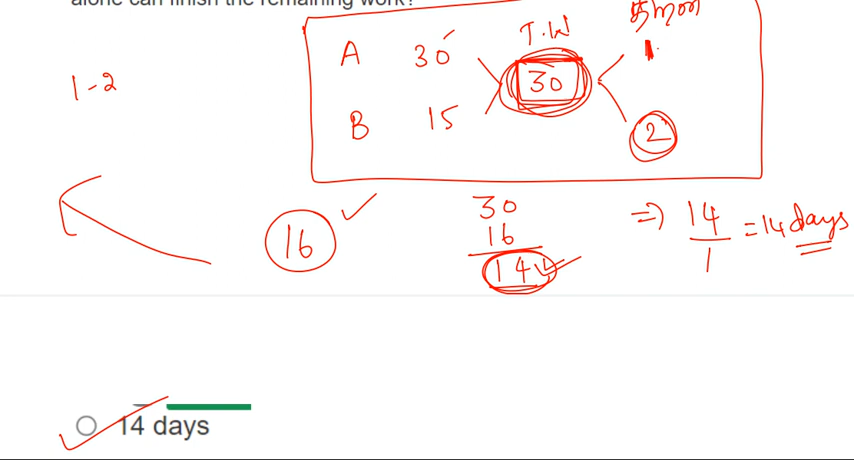 alone can finish the remaining work?
T.W
A 30 30 1
1-2
B 15 2
16 30 => 14 = 14 days
16 1
14
14 days